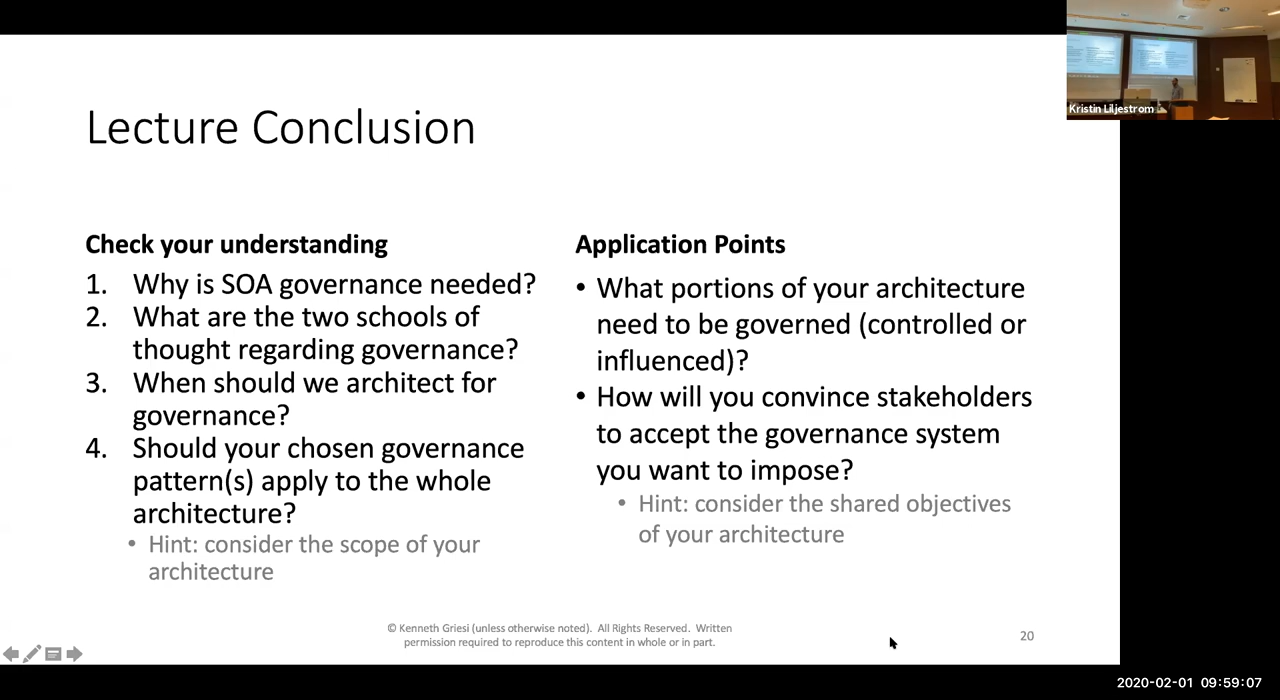 Kristin Liljestrom
Lecture Conclusion
Check your understanding
1. Why is SOA governance needed?
2. What are the two schools of
thought regarding governance?
3. When should we architect for
governance?
4. Should your chosen governance
pattern(s) apply to the whole
architecture?
• Hint: consider the scope of your
architecture
Application Points
• What portions of your architecture
need to be governed (controlled or
influenced)?
• How will you convince stakeholders
to accept the governance system
you want to impose?
• Hint: consider the shared objectives
of your architecture
© Kenneth Griesi (unless otherwise noted). All Rights Reserved. Written
permission required to reproduce this content in whole or in part.
20
2020-02-01 09:59:07